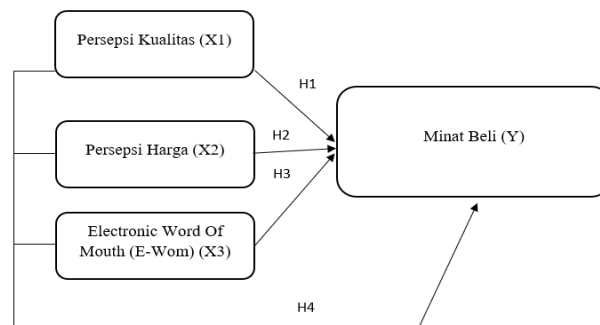 Persepsi Kualitas (X1)
H1
Minat Beli (Y)
H2
Persepsi Harga (X2)
H3
Electronic Word Of
Mouth (E-Wom) (X3)
H4